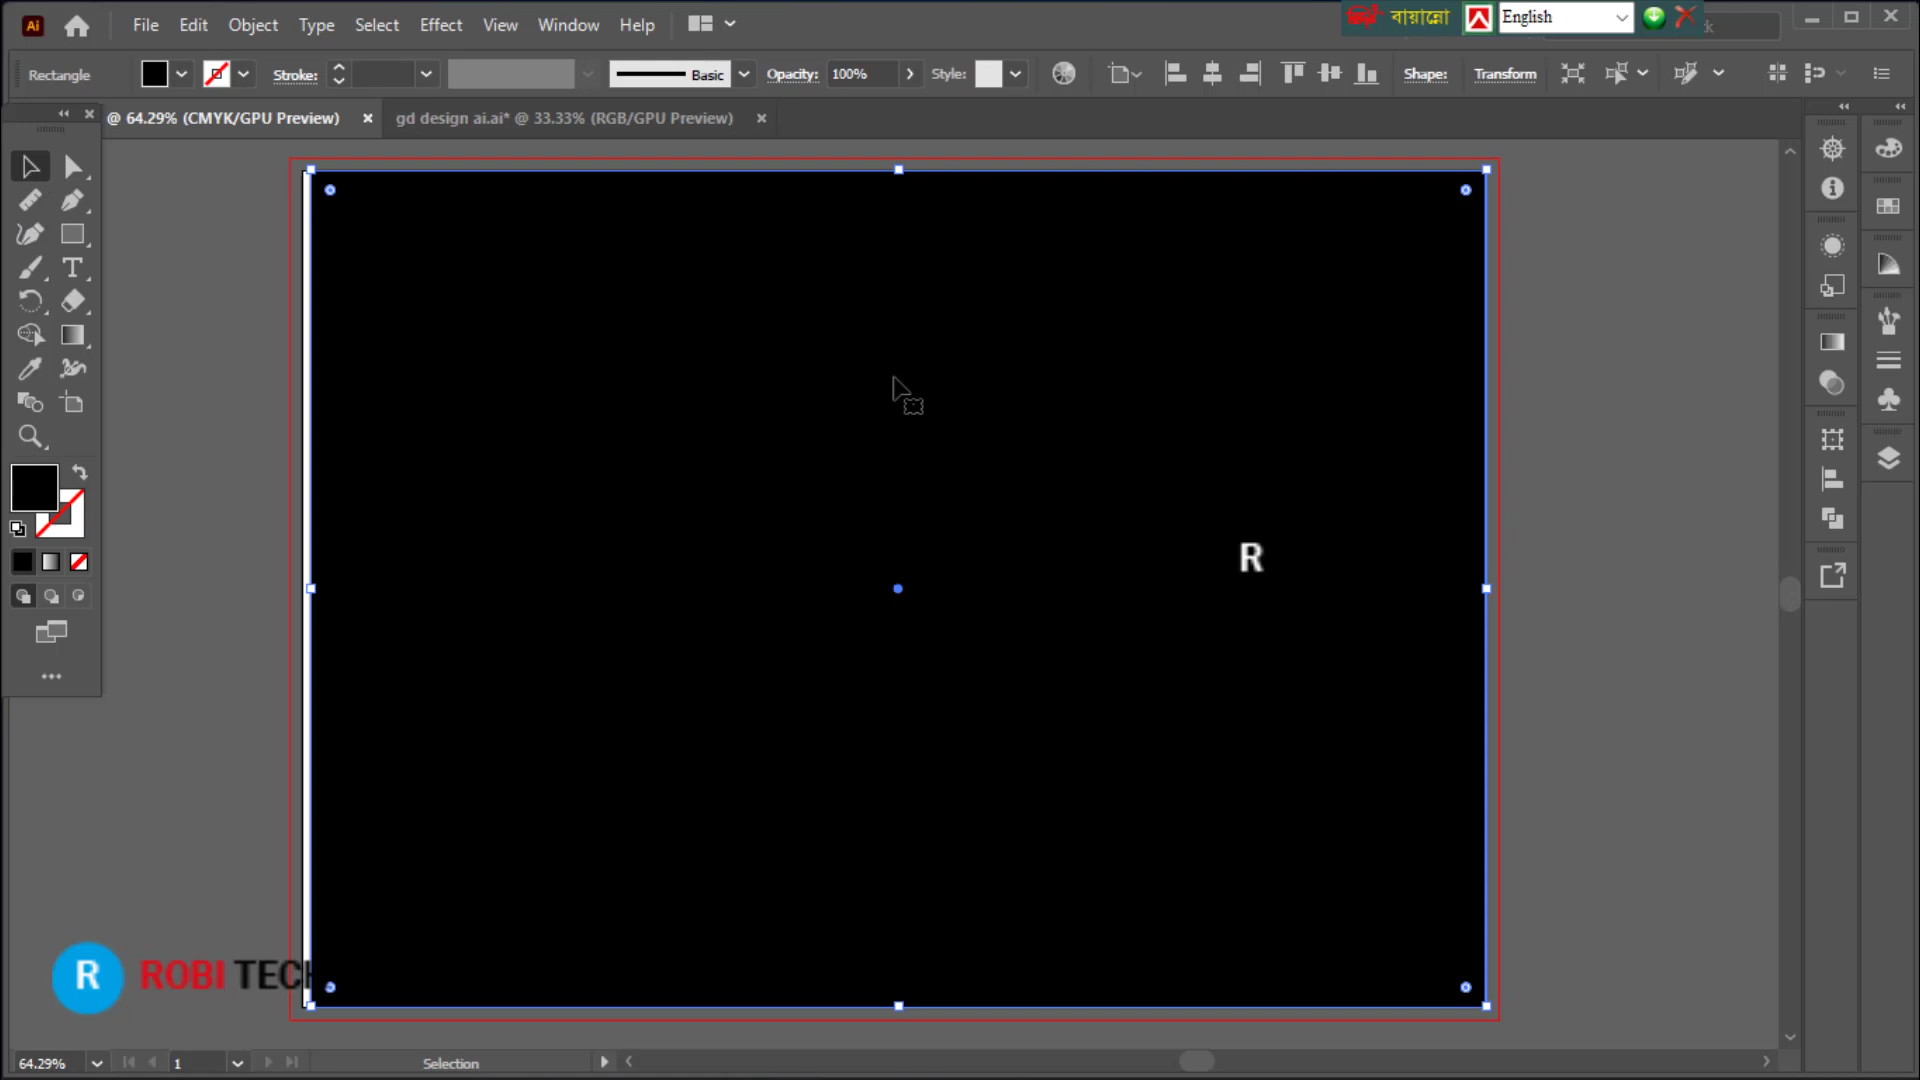 Ai File Edit Object Type Select Effect View Window Help বায়ান্নো English
Rectangle Stroke: Basic Opacity: 100% Style: Shape: Transform
@ 64.29% (CMYK/GPU Preview) × gd design ai.ai* @ 33.33% (RGB/GPU Preview) ×
R
R ROBI TECH
64.29% 1 Selection